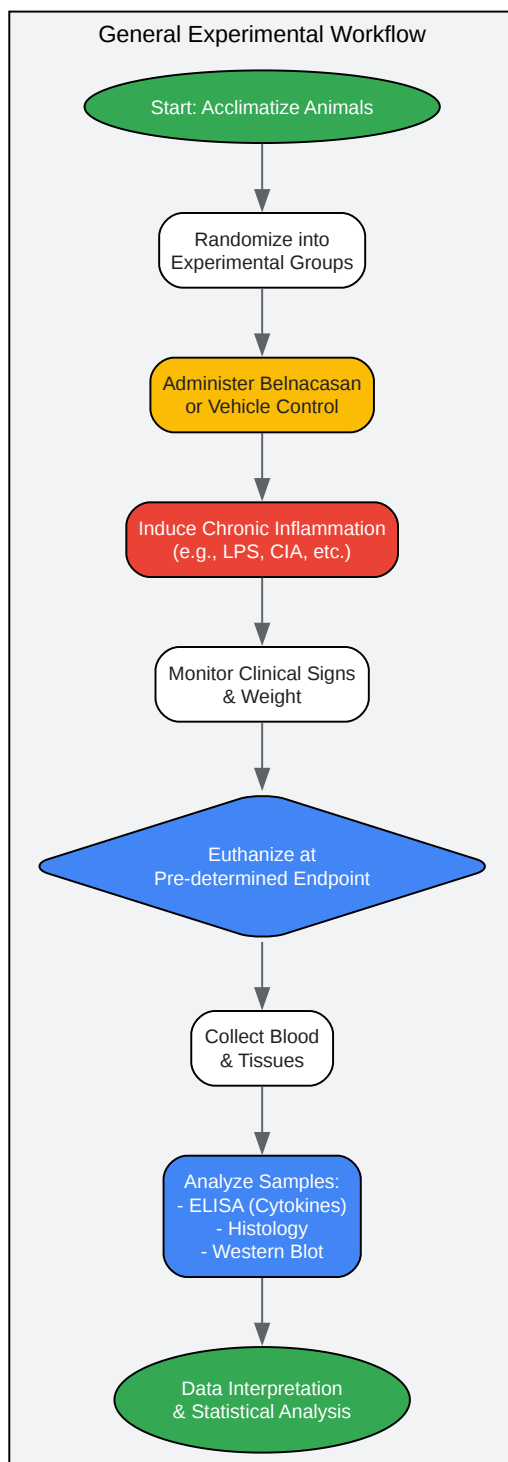 General Experimental Workflow
Start: Acclimatize Animals
Randomize into
Experimental Groups
Administer Belnacasan
or Vehicle Control
Induce Chronic Inflammation
(e.g., LPS, CIA, etc.)
Monitor Clinical Signs
& Weight
Euthanize at
Pre-determined Endpoint
Collect Blood
& Tissues
Analyze Samples:
- ELISA (Cytokines)
- Histology
- Western Blot
Data Interpretation
& Statistical Analysis